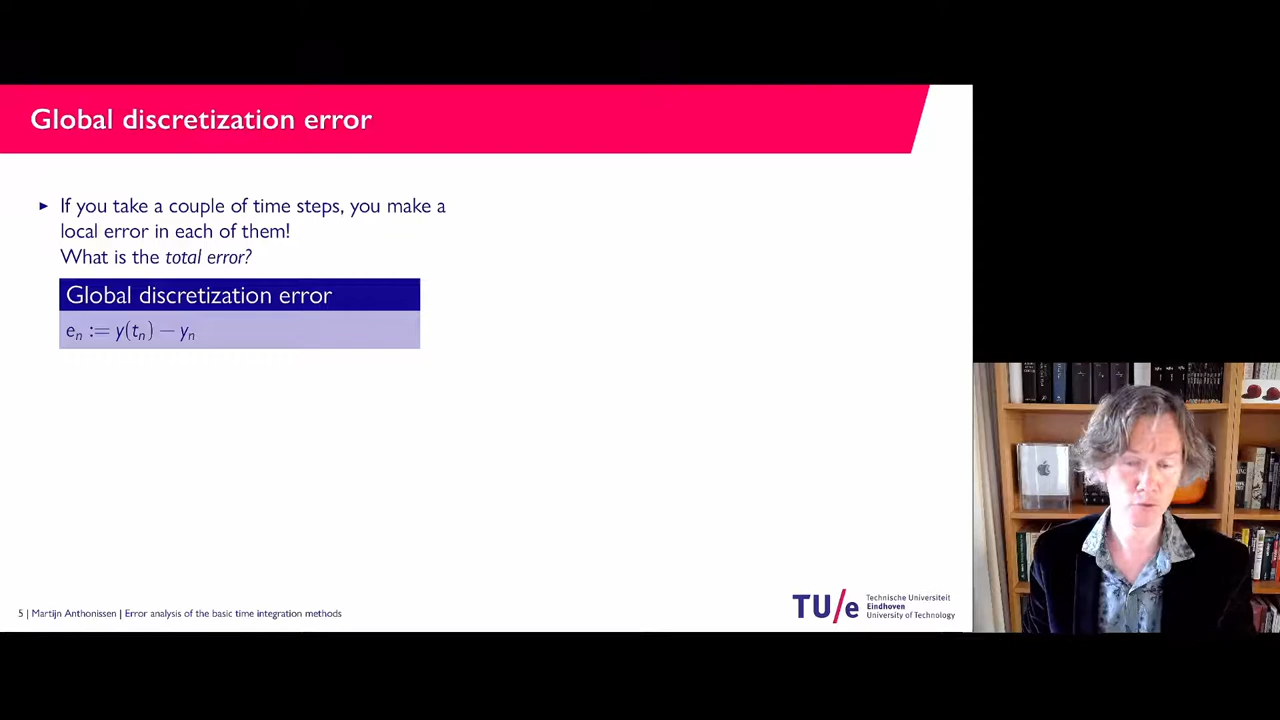 Global discretization error
▸ If you take a couple of time steps, you make a
local error in each of them!
What is the total error?
Global discretization error
eₙ := y(tₙ) − yₙ
5 | Martijn Anthonissen | Error analysis of the basic time integration methods
TU/e
Technische Universiteit
Eindhoven
University of Technology